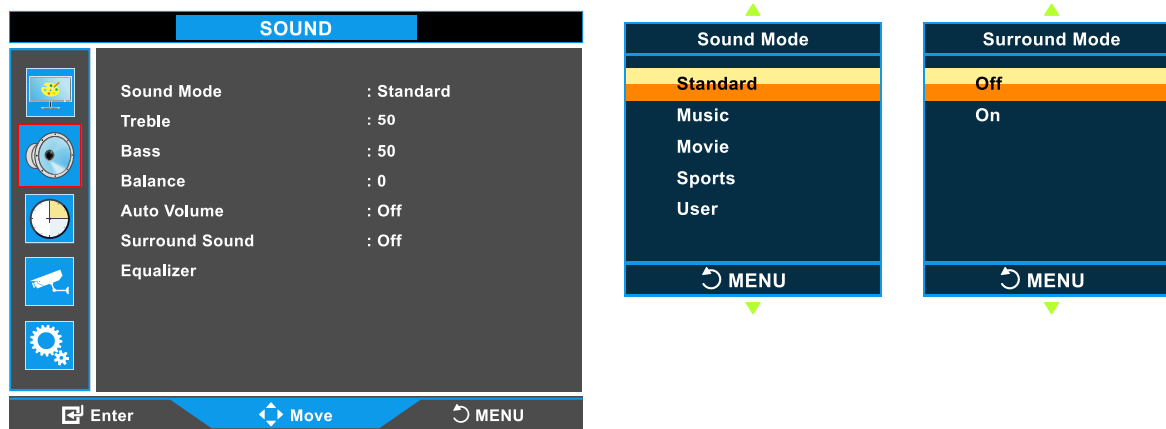 SOUND
Sound Mode : Standard
Treble : 50
Bass : 50
Balance : 0
Auto Volume : Off
Surround Sound : Off
Equalizer
Enter Move MENU
Sound Mode
Standard
Music
Movie
Sports
User
MENU
Surround Mode
Off
On
MENU